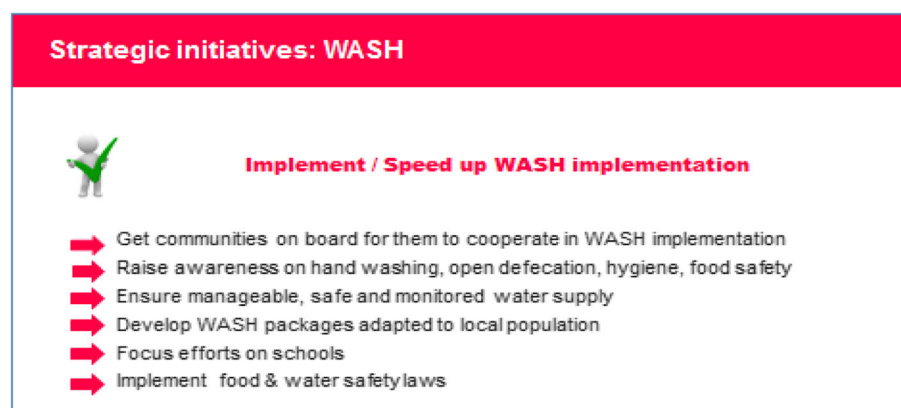 Strategic initiatives: WASH
Implement / Speed up WASH implementation
Get communities on board for them to cooperate in WASH implementation
Raise awareness on hand washing, open defecation, hygiene, food safety
Ensure manageable, safe and monitored water supply
Develop WASH packages adapted to local population
Focus efforts on schools
Implement food & water safety laws